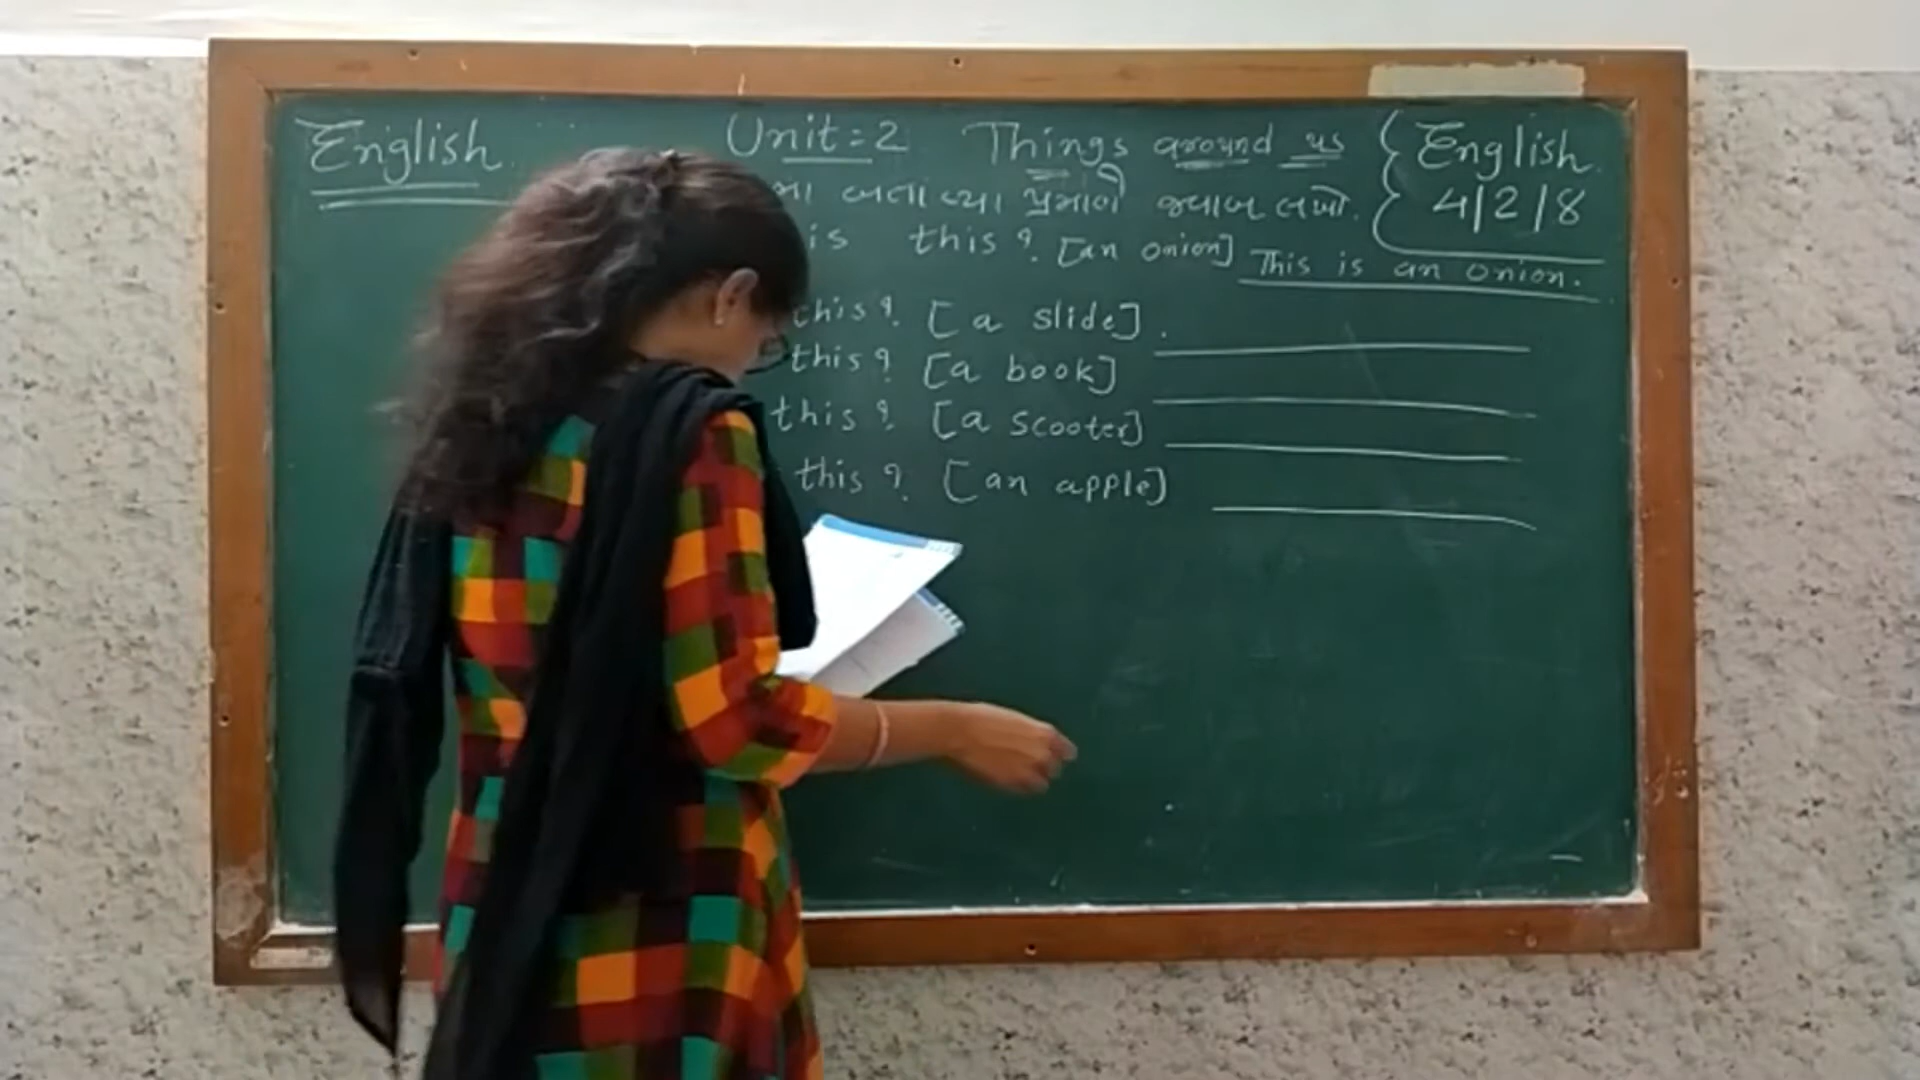 English Unit = 2 Things around us English
4/2/8
બતાવ્યા પ્રમાણે જવાબ લખો.
is this? [an onion] This is an onion.
this? [a slide].
this? [a book]
this? [a scooter]
this? [an apple]